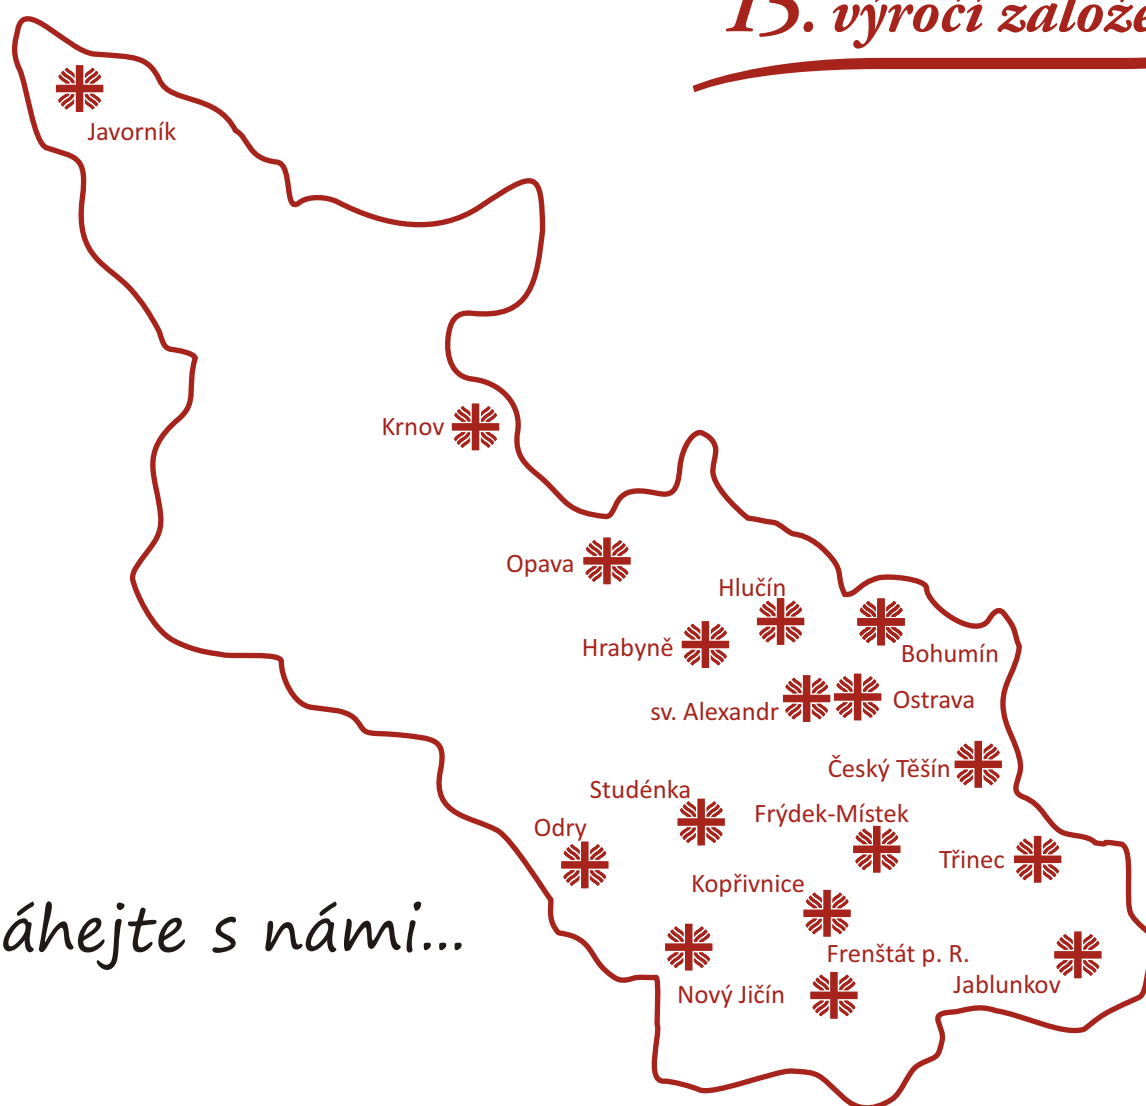 15. výročí založe
Javorník
Krnov
Opava
Hlučín
Hrabyně
Bohumín
sv. Alexandr
Ostrava
Český Těšín
Studénka
Frýdek-Místek
Odry
Třinec
Kopřivnice
áhejte s námi...
Frenštát p. R.
Jablunkov
Nový Jičín